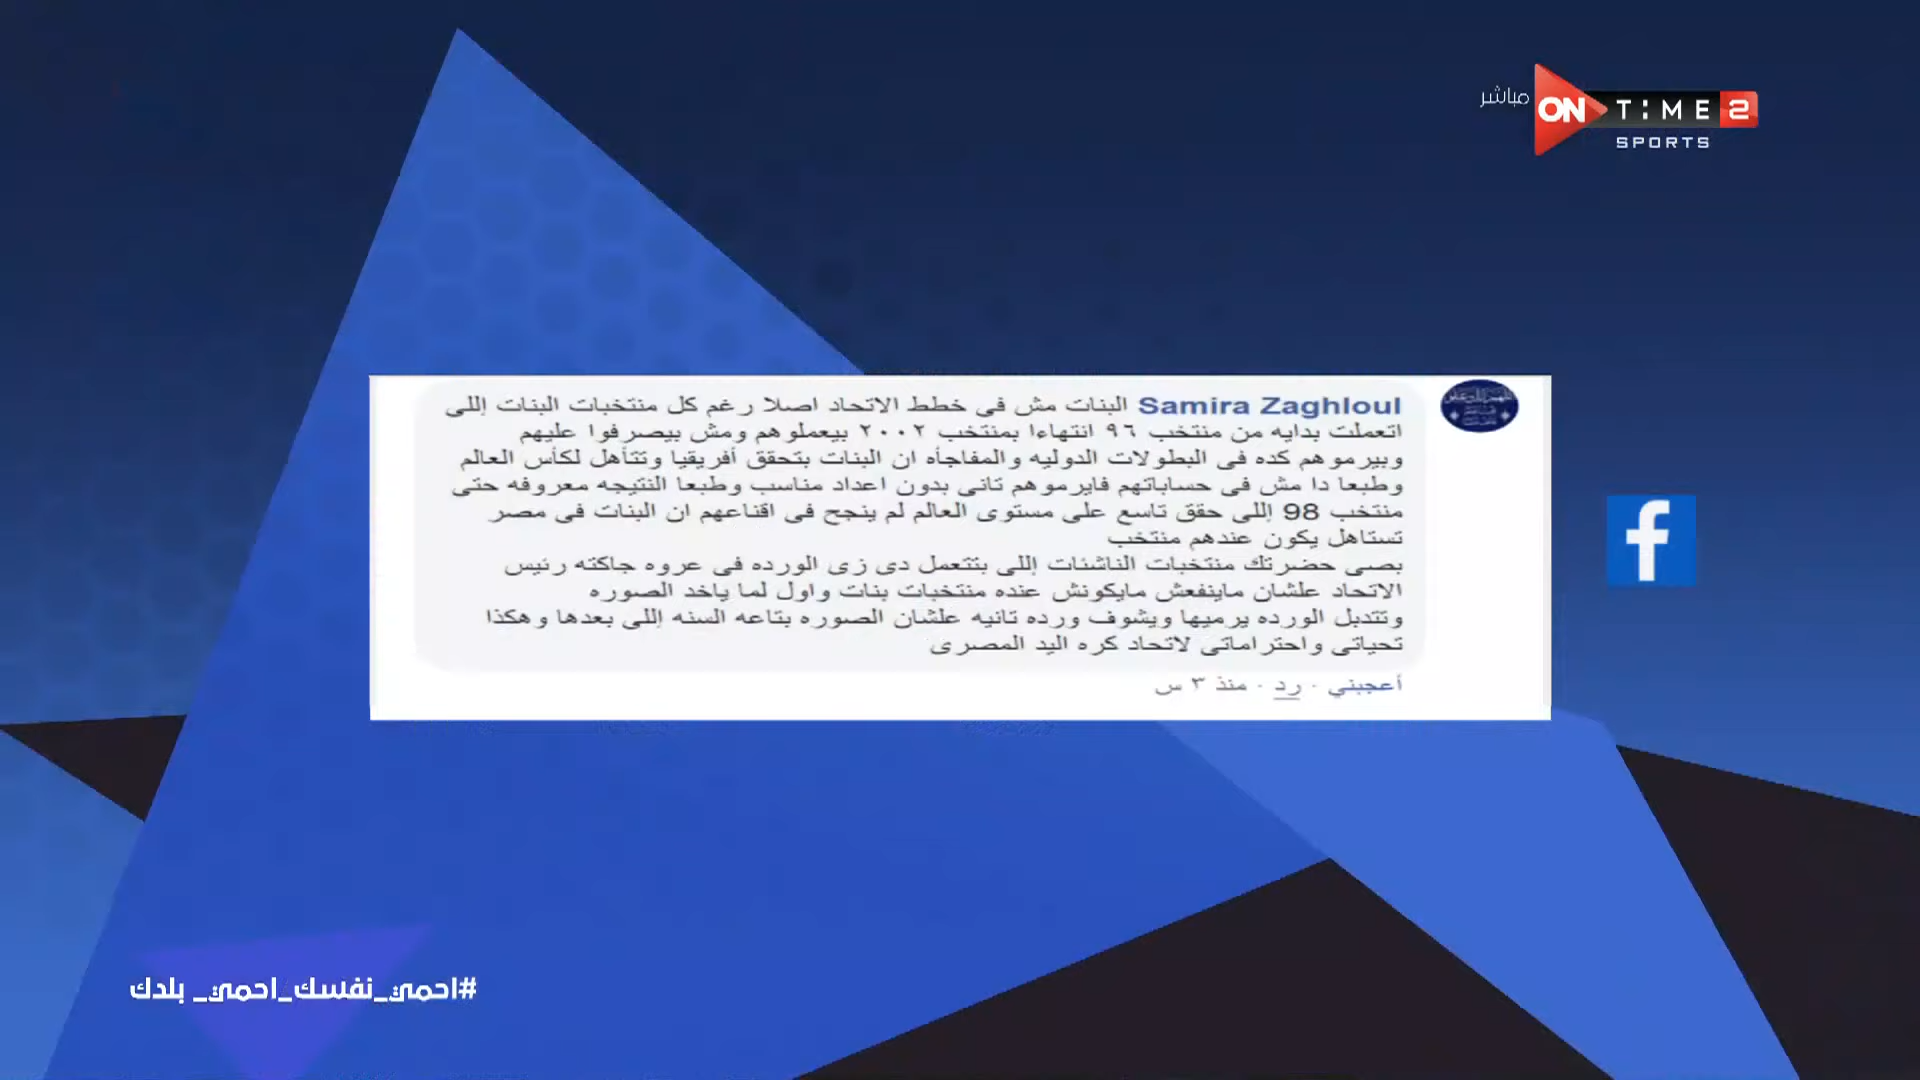 مباشر
ON TIME 2
SPORTS
Samira Zaghloul البنات مش فى خطط الاتحاد اصلا رغم كل منتخبات البنات إللى
اتعملت بدايه من منتخب ٩٦ انتهاءا بمنتخب ٢٠٠٢ بيعملوهم ومش بيصرفوا عليهم
وبيرموهم كده فى البطولات الدوليه والمفاجأه ان البنات بتحقق أفريقيا وتتأهل لكأس العالم
وطبعا دا مش فى حساباتهم فايرموهم تانى بدون اعداد مناسب وطبعا النتيجه معروفه حتى
منتخب 98 إللى حقق تاسع على مستوى العالم لم ينجح فى اقناعهم ان البنات فى مصر
تستاهل يكون عندهم منتخب
بصى حضرتك منتخبات الناشئات إللى بتتعمل دى زى الورده فى عروه جاكته رئيس
الاتحاد علشان ماينفعش مايكونش عنده منتخبات بنات واول لما ياخد الصوره
وتتدبل الورده يرميها ويشوف ورده تانيه علشان الصوره بتاعه السنه إللى بعدها وهكذا
تحياتى واحتراماتى لاتحاد كره اليد المصرى
أعجبني · رد · منذ ٣ س
#احمي_نفسك_احمي_ بلدك